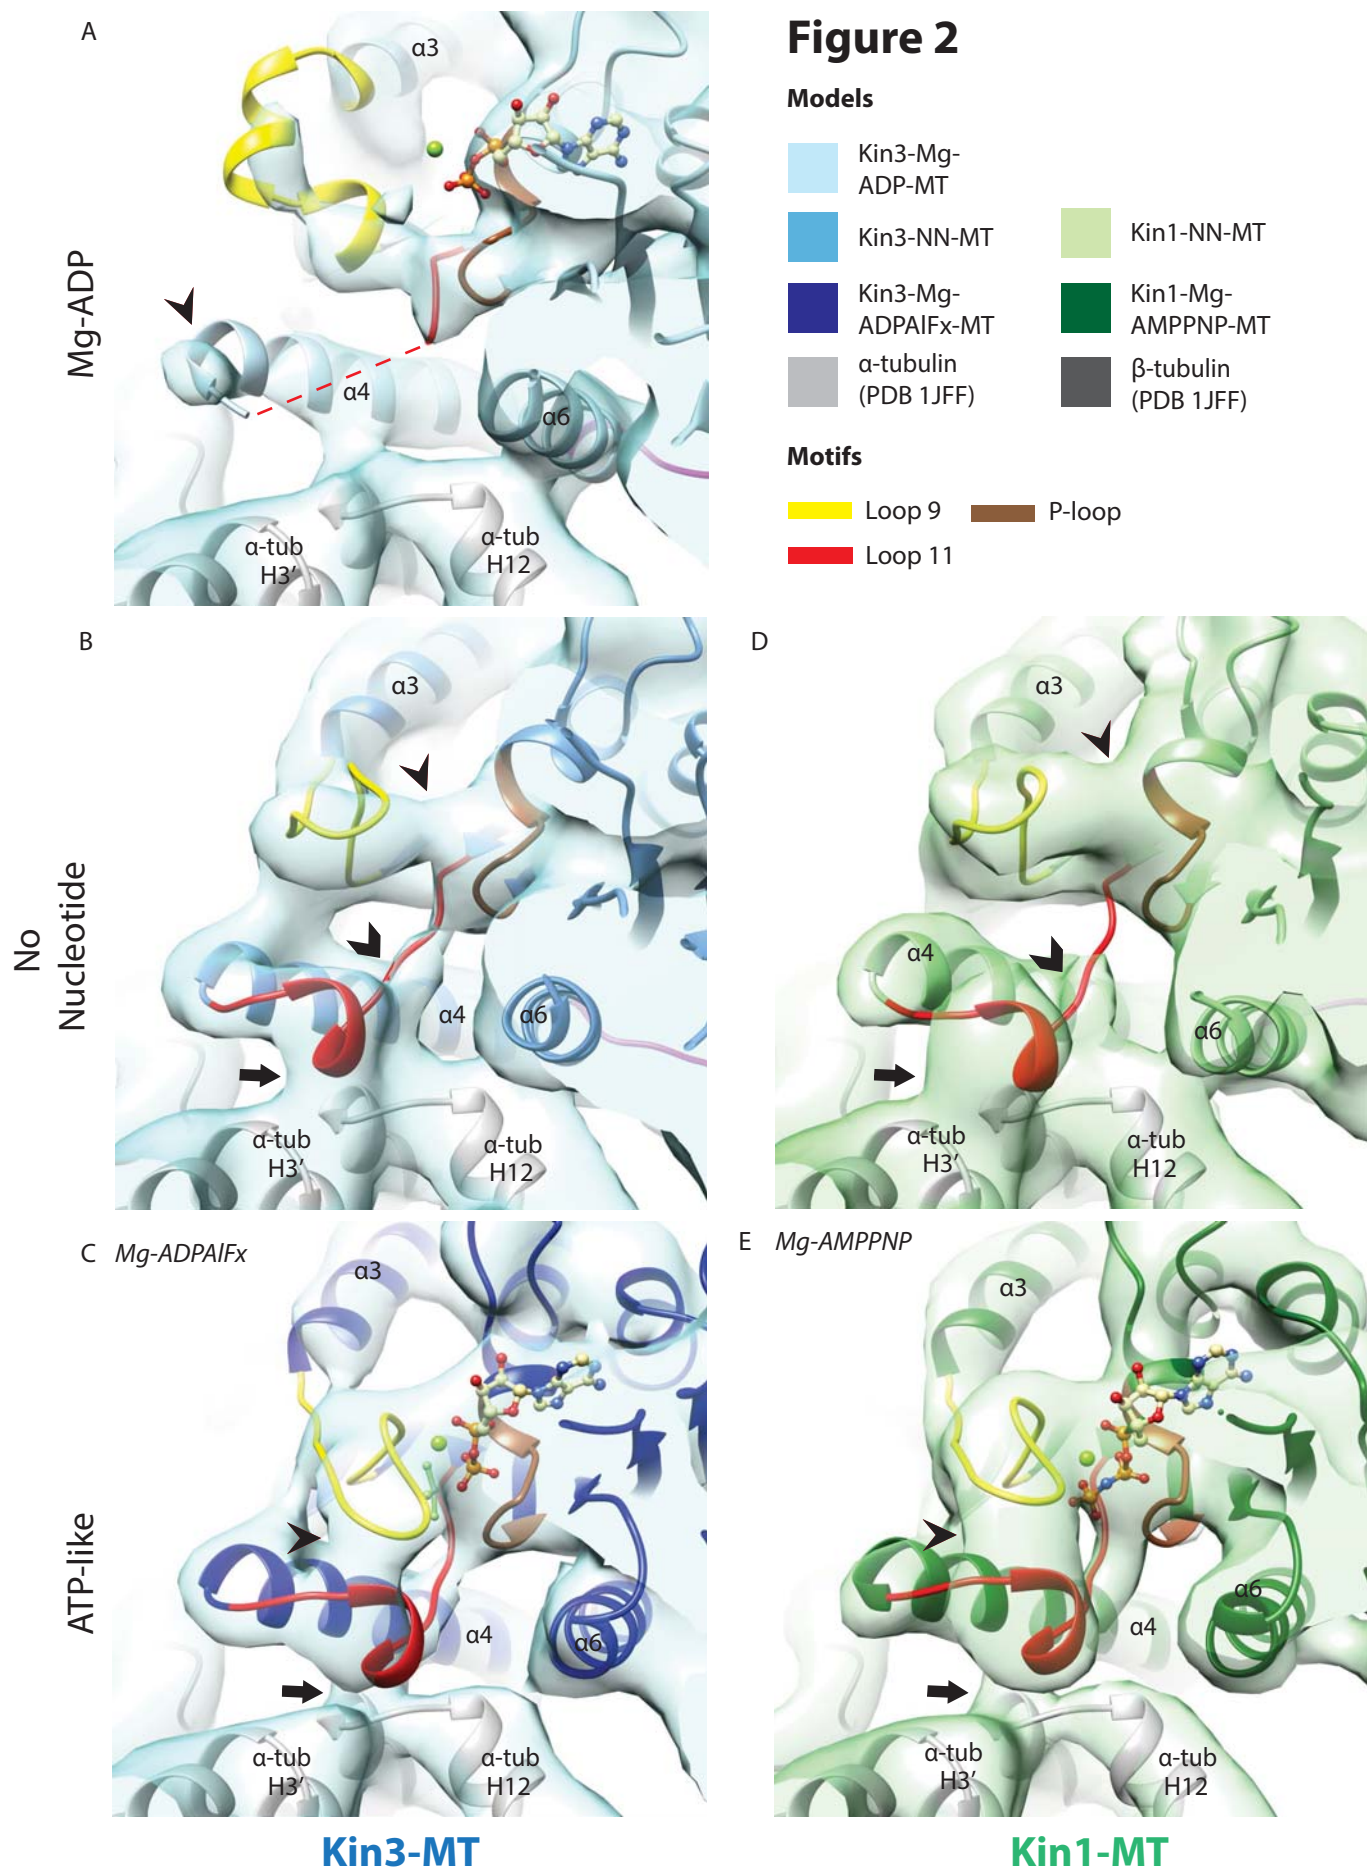 Figure 2
Models
Kin3-Mg-
ADP-MT
Kin3-NN-MT
Kin1-NN-MT
Kin3-Mg-
ADPAlFx-MT
Kin1-Mg-
AMPPNP-MT
α-tubulin
(PDB 1JFF)
β-tubulin
(PDB 1JFF)
Motifs
Loop 9
P-loop
Loop 11
A
Mg-ADP
α3
α4
α6
α-tub
H3′
α-tub
H12
No
Nucleotide
B
α3
α4
α6
α-tub
H3′
α-tub
H12
D
α3
α4
α6
α-tub
H3′
α-tub
H12
ATP-like
C
Mg-ADPAlFx
α3
α4
α6
α-tub
H3′
α-tub
H12
E
Mg-AMPPNP
α3
α6
α4
α-tub
H3′
α-tub
H12
Kin3-MT
Kin1-MT